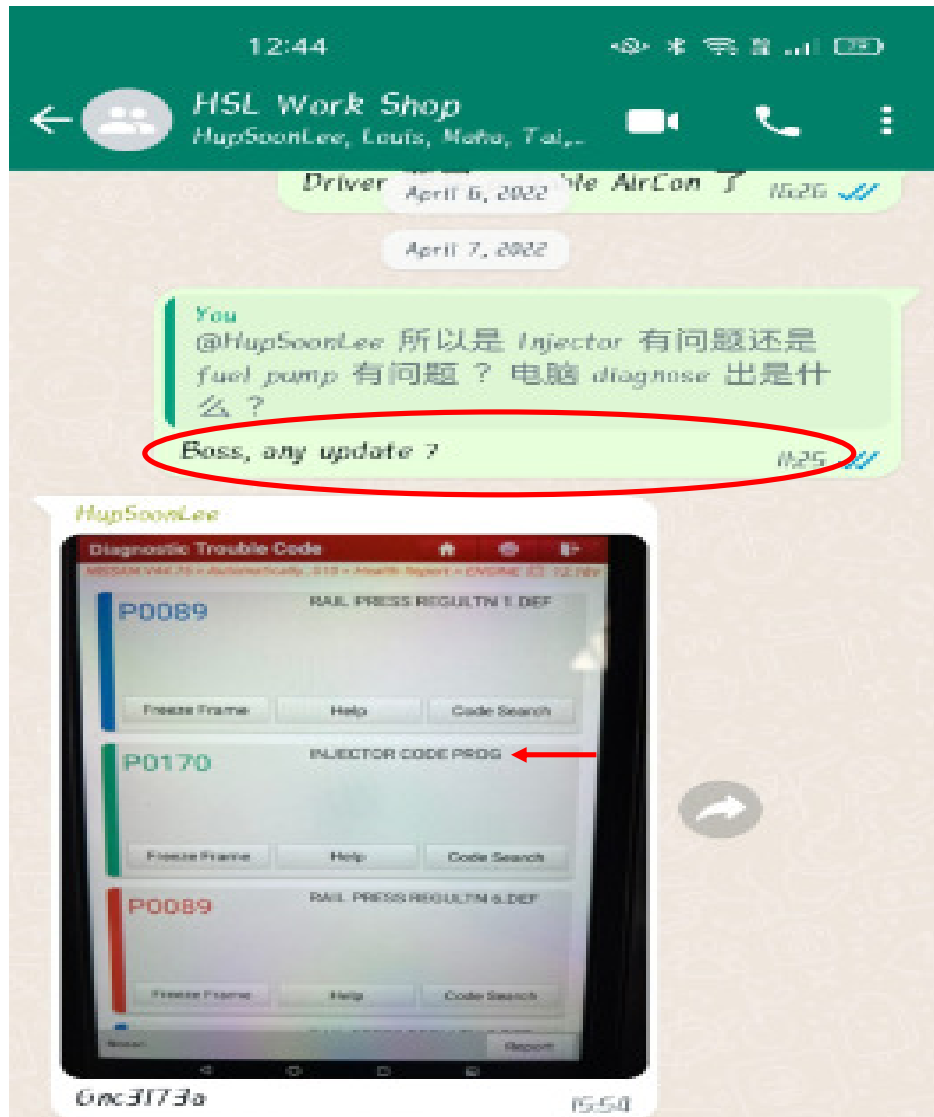 12:44
HSL Work Shop
HupSoonLee, Louis, Maha, Tai,..
Driver AirCon 了 15:25
April 6, 2022
April 7, 2022
You
@HupSoonLee 所以是 Injector 有问题还是
fuel pump 有问题 ? 电脑 diagnose 出是什
么 ?
Boss, any update ? 11:25
HupSoonLee
Diagnostic Trouble Code
P0089 RAIL PRESS REGULTN 1.DEF
Freeze Frame Help Code Search
P0170 INJECTOR CODE PROG
Freeze Frame Help Code Search
P0089 RAIL PRESS REGULTN 6.DEF
Freeze Frame Help Code Search
Report
Gnc3173a 15:54